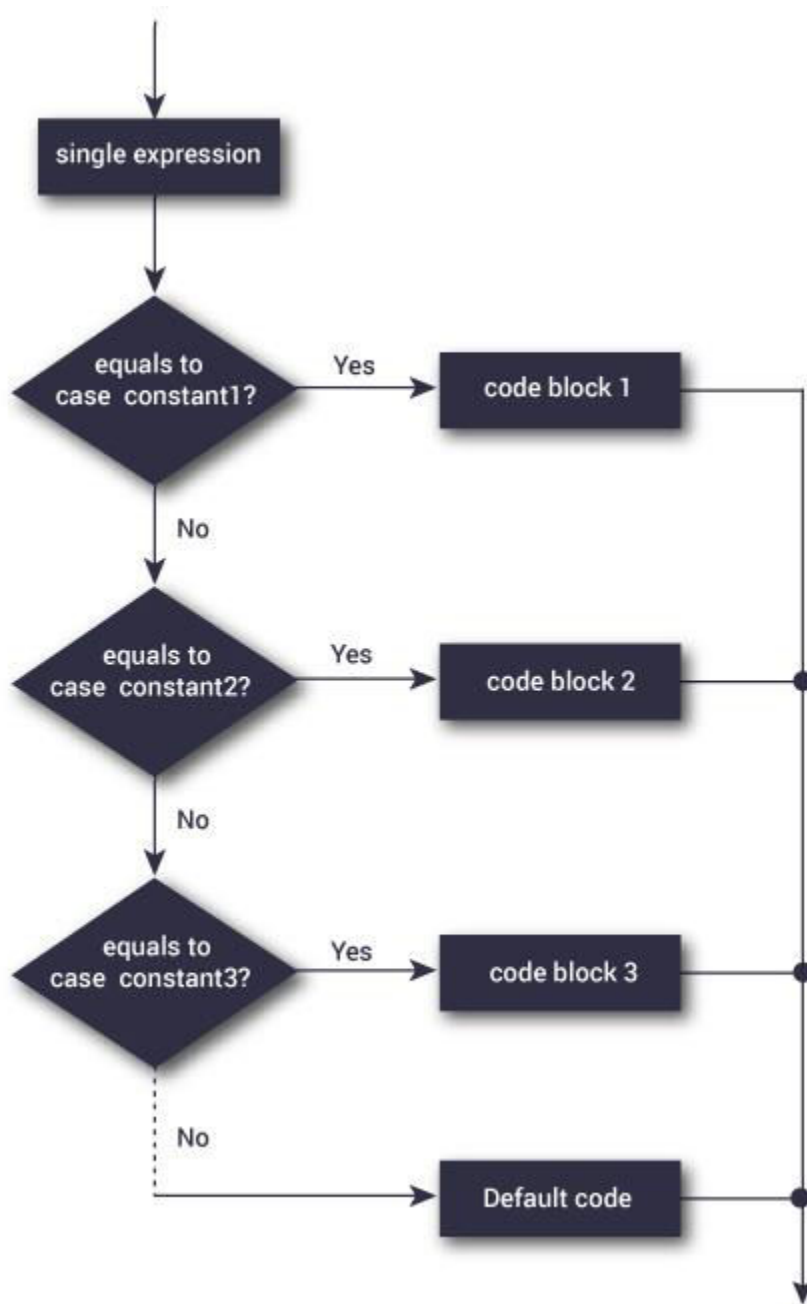 single expression
equals to
case constant1?
Yes
code block 1
No
equals to
case constant2?
Yes
code block 2
No
equals to
case constant3?
Yes
code block 3
No
Default code